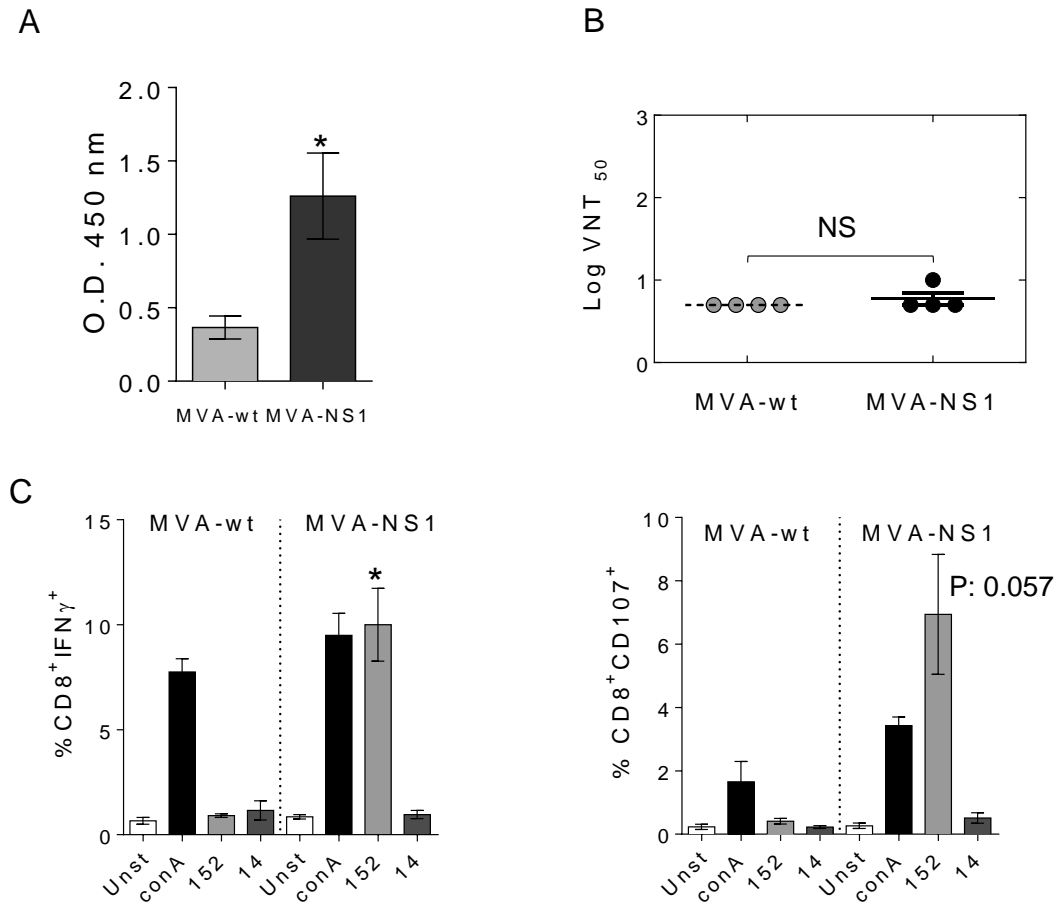 A
2.0
1.5
1.0
0.5
0.0
O.D. 450 nm
*
MVA-wt MVA-NS1
B
3
2
1
0
Log VNT 50
NS
MVA-wt MVA-NS1
C
15
10
5
0
% CD8+IFNγ+
MVA-wt MVA-NS1
*
Unst conA 152 14 Unst conA 152 14
10
8
6
4
2
0
% CD8+CD107+
MVA-wt MVA-NS1
P: 0.057
Unst conA 152 14 Unst conA 152 14